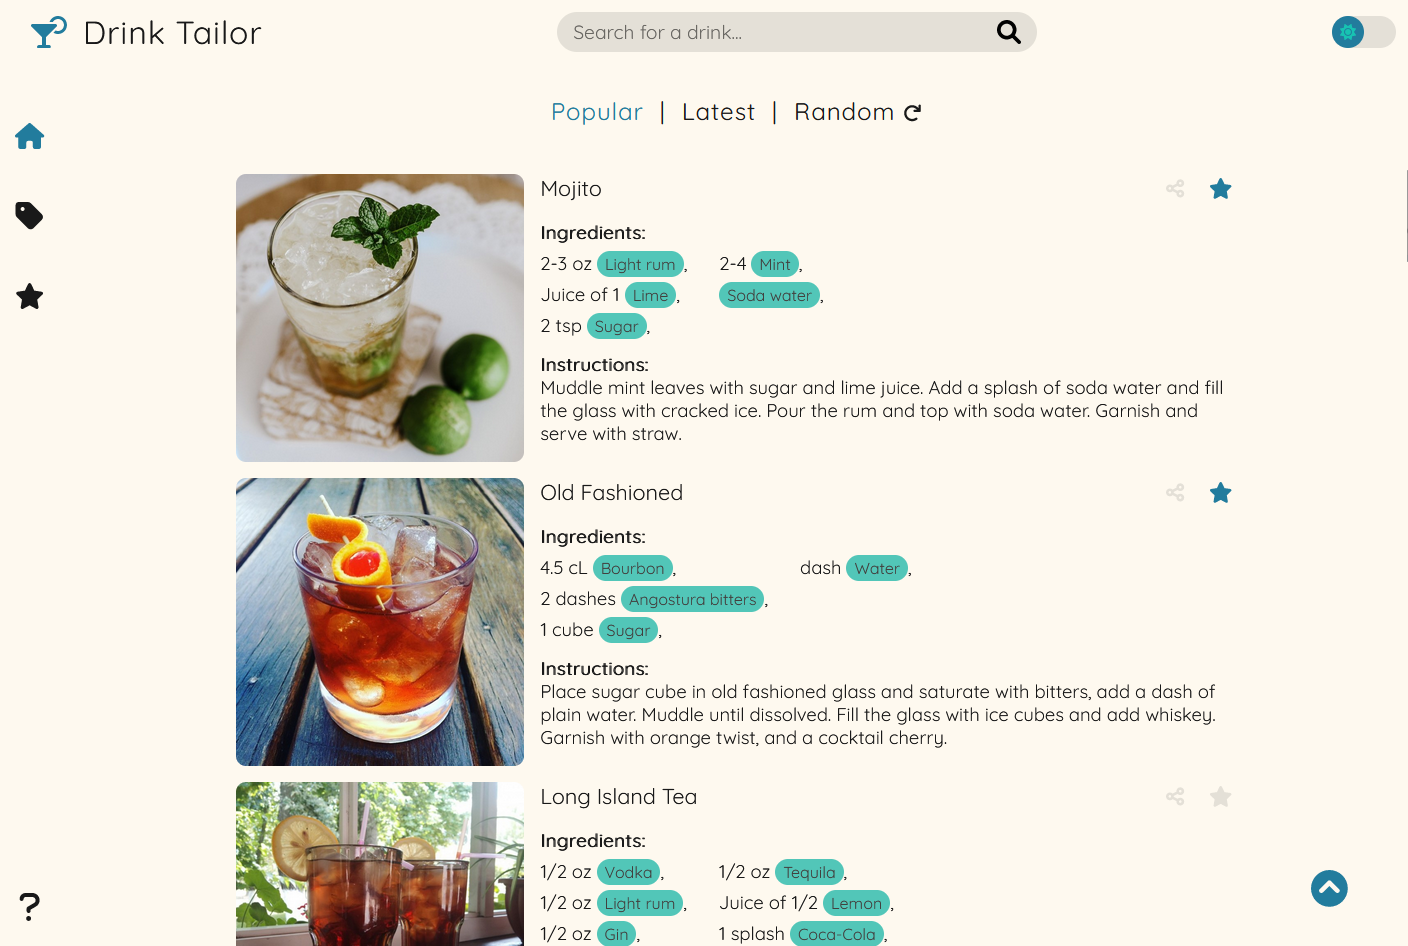 Drink Tailor
Search for a drink...
Popular | Latest | Random
Mojito
Ingredients:
2-3 oz Light rum, 2-4 Mint,
Juice of 1 Lime, Soda water,
2 tsp Sugar,
Instructions:
Muddle mint leaves with sugar and lime juice. Add a splash of soda water and fill
the glass with cracked ice. Pour the rum and top with soda water. Garnish and
serve with straw.
Old Fashioned
Ingredients:
4.5 cL Bourbon, dash Water,
2 dashes Angostura bitters,
1 cube Sugar,
Instructions:
Place sugar cube in old fashioned glass and saturate with bitters, add a dash of
plain water. Muddle until dissolved. Fill the glass with ice cubes and add whiskey.
Garnish with orange twist, and a cocktail cherry.
Long Island Tea
Ingredients:
1/2 oz Vodka, 1/2 oz Tequila,
1/2 oz Light rum, Juice of 1/2 Lemon,
1/2 oz Gin, 1 splash Coca-Cola,
?